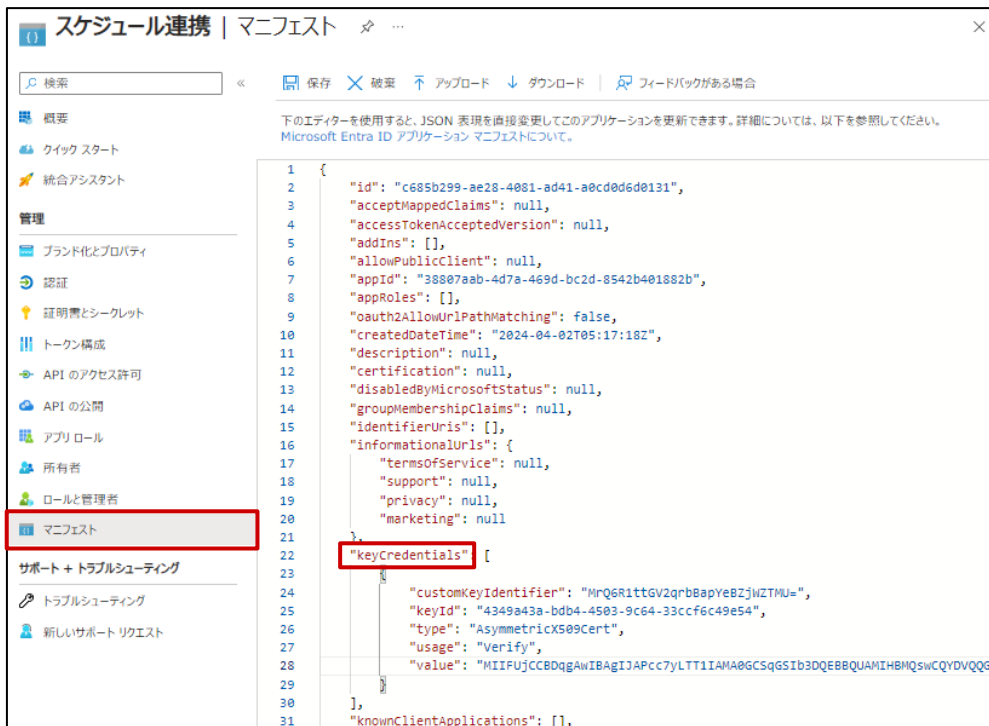 スケジュール連携 | マニフェスト
検索
保存 破棄 アップロード ダウンロード フィードバックがある場合
概要
クイック スタート
統合アシスタント
管理
ブランド化とプロパティ
認証
証明書とシークレット
トークン構成
API のアクセス許可
API の公開
アプリ ロール
所有者
ロールと管理者
マニフェスト
サポート + トラブルシューティング
トラブルシューティング
新しいサポート リクエスト
下のエディターを使用すると、JSON 表現を直接変更してこのアプリケーションを更新できます。詳細については、以下を参照してください。
Microsoft Entra ID アプリケーション マニフェストについて。
1 {
2 "id": "c685b299-ae28-4081-ad41-a0cd0d6d0131",
3 "acceptMappedClaims": null,
4 "accessTokenAcceptedVersion": null,
5 "addIns": [],
6 "allowPublicClient": null,
7 "appId": "38807aab-4d7a-469d-bc2d-8542b401882b",
8 "appRoles": [],
9 "oauth2AllowUrlPathMatching": false,
10 "createdDateTime": "2024-04-02T05:17:18Z",
11 "description": null,
12 "certification": null,
13 "disabledByMicrosoftStatus": null,
14 "groupMembershipClaims": null,
15 "identifierUris": [],
16 "informationalUrls": {
17 "termsOfService": null,
18 "support": null,
19 "privacy": null,
20 "marketing": null
21 },
22 "keyCredentials": [
23 {
24 "customKeyIdentifier": "MrQ6R1ttGV2qrbBapYeBZjWZTMU=",
25 "keyId": "4349a43a-bdb4-4503-9c64-33ccf6c49e54",
26 "type": "AsymmetricX509Cert",
27 "usage": "Verify",
28 "value": "MIIFUjCCBDqgAwIBAgIJAPcc7yLTT1IAMA0GCSqGSIb3DQEBBQUAMIHBMQswCQYDVQQG
29 }
30 ],
31 "knownClientApplications": [],